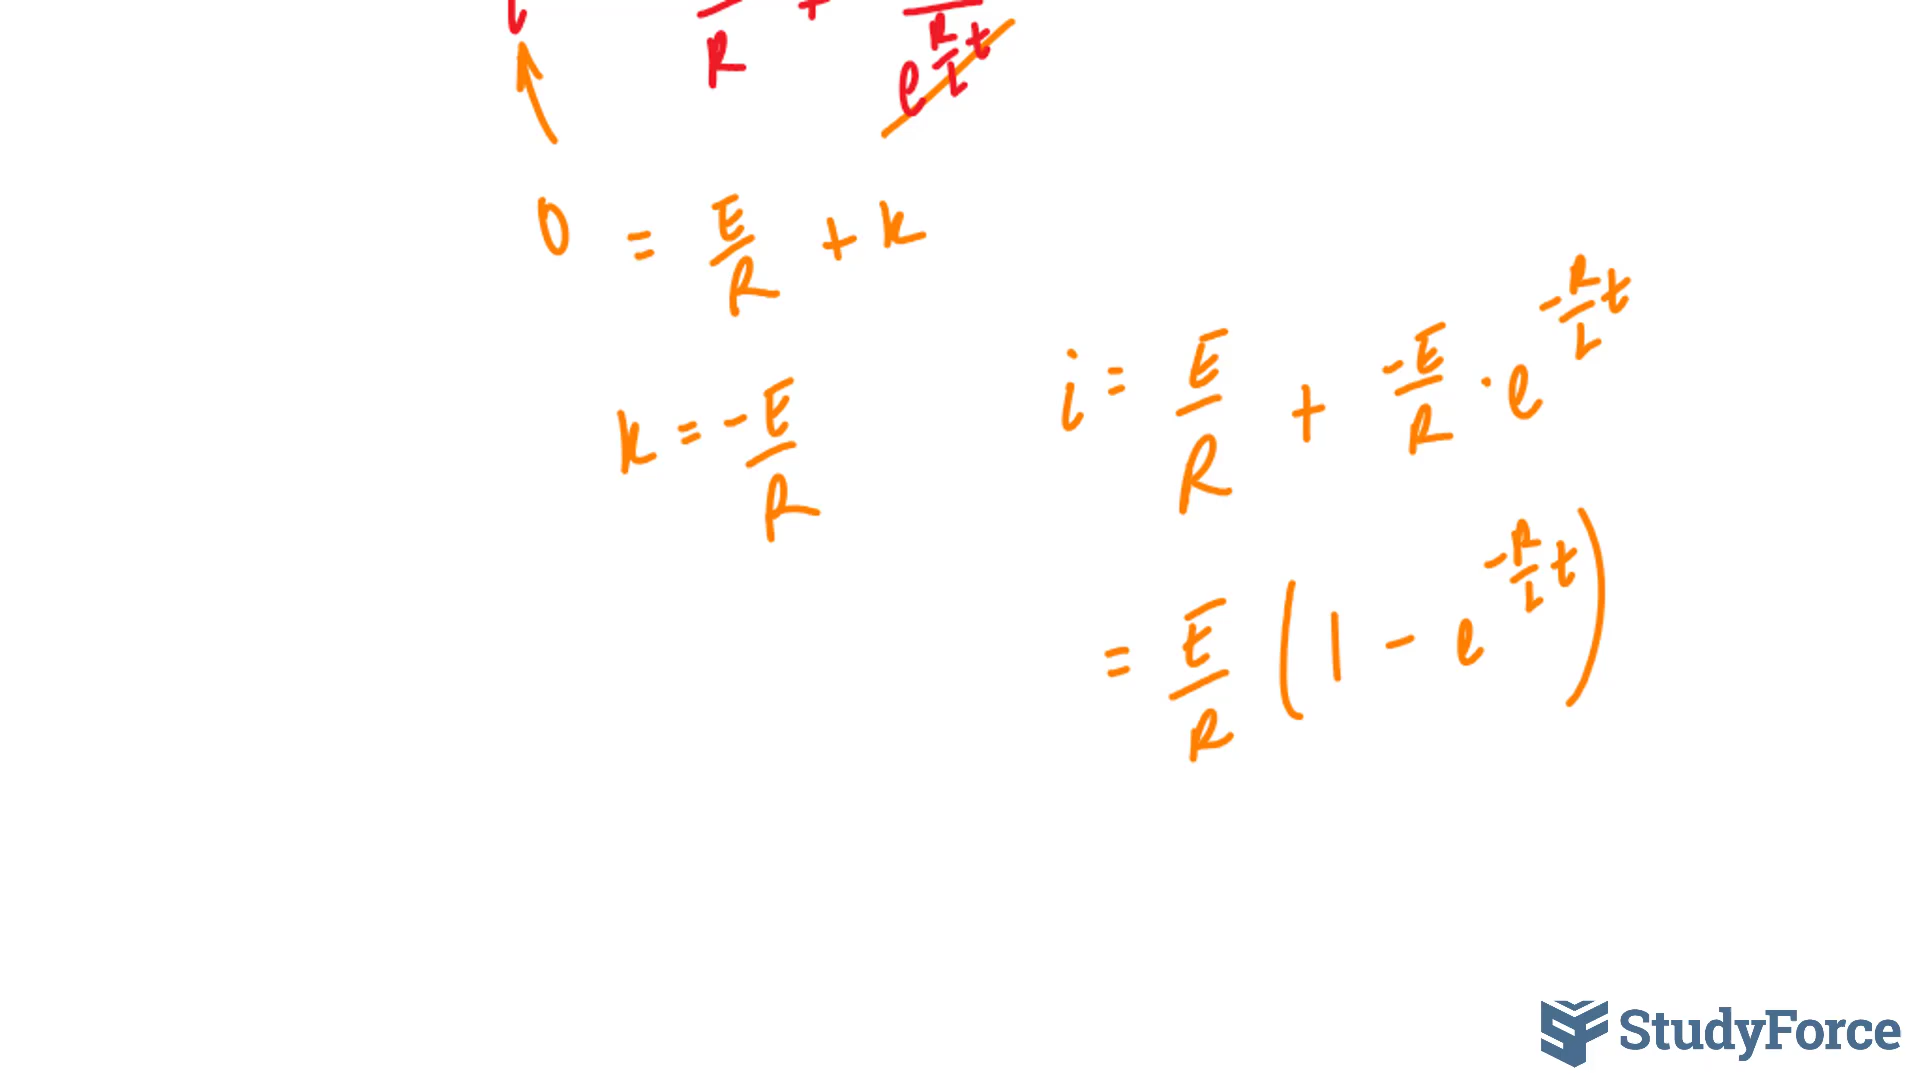 i E/R + k/e^(R/L t)
0 = E/R + k
k = -E/R
i = E/R + -E/R · e^(-R/L t)
= E/R (1 - e^(-R/L t))
StudyForce